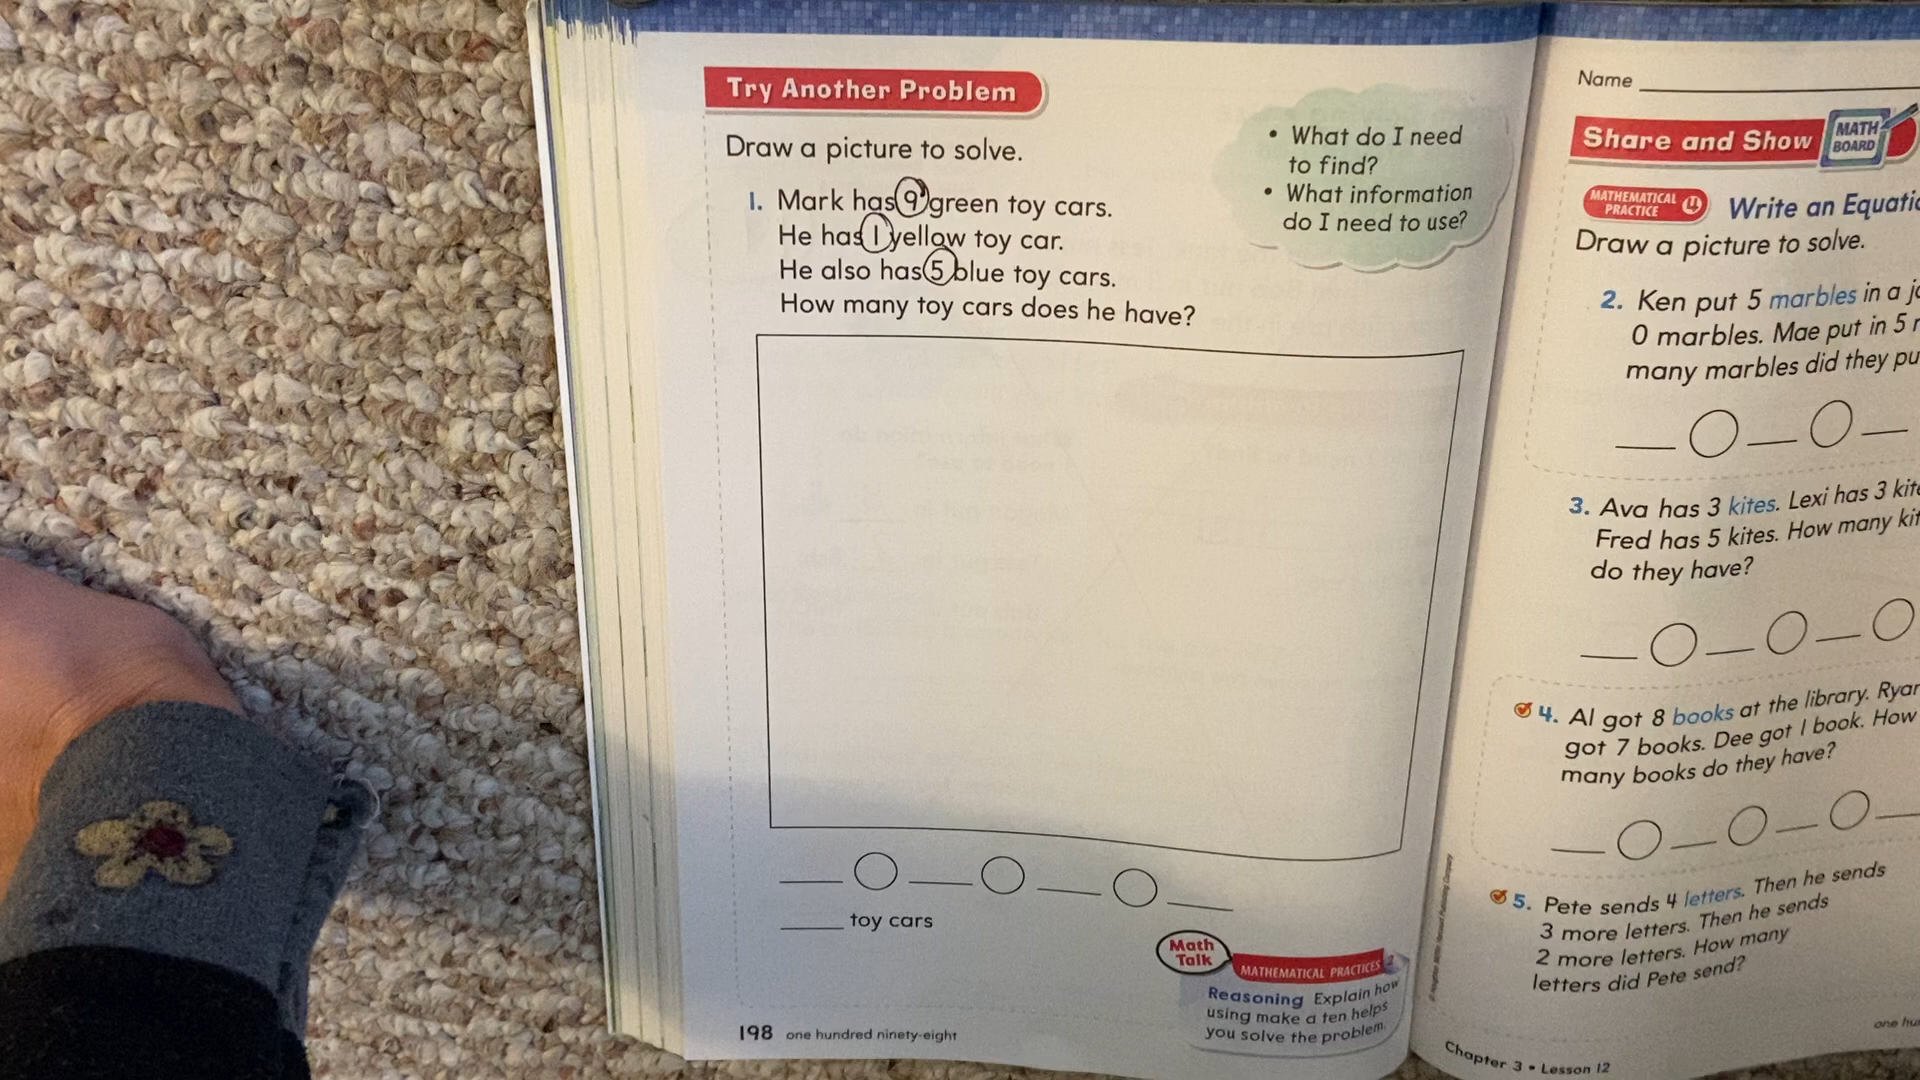 Try Another Problem
Draw a picture to solve.
• What do I need
to find?
• What information
do I need to use?
1. Mark has 9 green toy cars.
He has 1 yellow toy car.
He also has 5 blue toy cars.
How many toy cars does he have?
toy cars
Math
Talk
MATHEMATICAL PRACTICES 2
Reasoning Explain how
using make a ten helps
you solve the problem.
198 one hundred ninety-eight
Name
Share and Show
MATH
BOARD
MATHEMATICAL
PRACTICE 4
Write an
Draw a picture to solve.
2. Ken put 5 marbles in a
0 marbles. Mae put in 5
many marbles did they
3. Ava has 3 kites. Lexi has 3
Fred has 5 kites. How many
do they have?
4. Al got 8 books at the library.
got 7 books. Dee got 1 book. How
many books do they have?
5. Pete sends 4 letters. Then he sends
3 more letters. Then he sends
2 more letters. How many
letters did Pete send?
one
Chapter 3 • Lesson 12